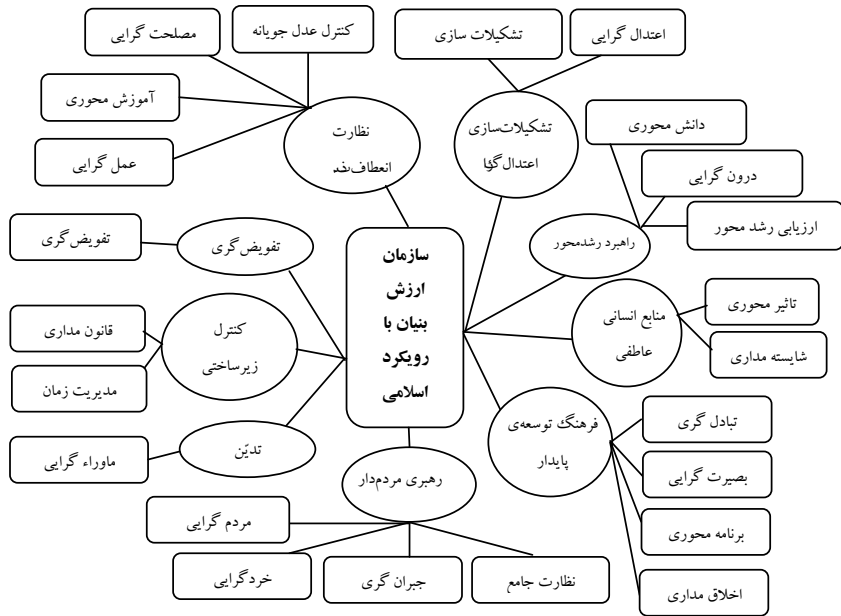 اعتدال گرایی
تشکیلات سازی
کنترل عدل جویانه
مصلحت گرایی
آموزش محوری
عمل گرایی
نظارت
تشکیلات‌سازی
اعتدال
دانش محوری
درون گرایی
ارزیابی رشد محور
راهبرد رشدمحور
سازمان
ارزش
بنیان با
رویکرد
اسلامی
تفویض‌گری
تفویض‌گری
کنترل
زیرساختی
قانون مداری
مدیریت زمان
تدیّن
ماوراء گرایی
منابع انسانی
عاطفی
تاثیر محوری
شایسته مداری
فرهنگ توسعه‌ی
پایدار
تبادل گری
بصیرت گرایی
برنامه محوری
اخلاق مداری
رهبری مردم‌دار
مردم گرایی
خردگرایی
جبران گری
نظارت جامع